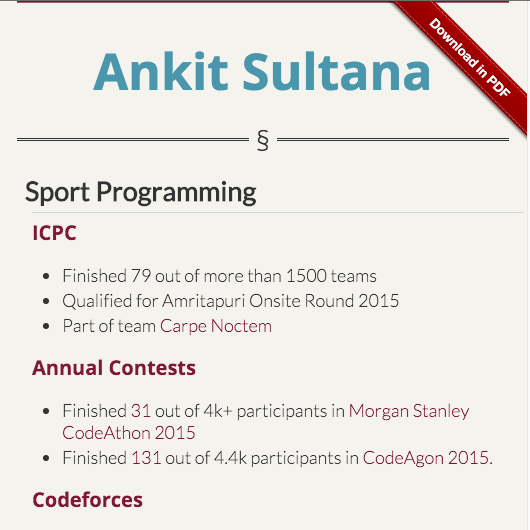 Download in PDF
Ankit Sultana
§
Sport Programming
ICPC
• Finished 79 out of more than 1500 teams
• Qualified for Amritapuri Onsite Round 2015
• Part of team Carpe Noctem
Annual Contests
• Finished 31 out of 4k+ participants in Morgan Stanley
CodeAthon 2015
• Finished 131 out of 4.4k participants in CodeAgon 2015.
Codeforces